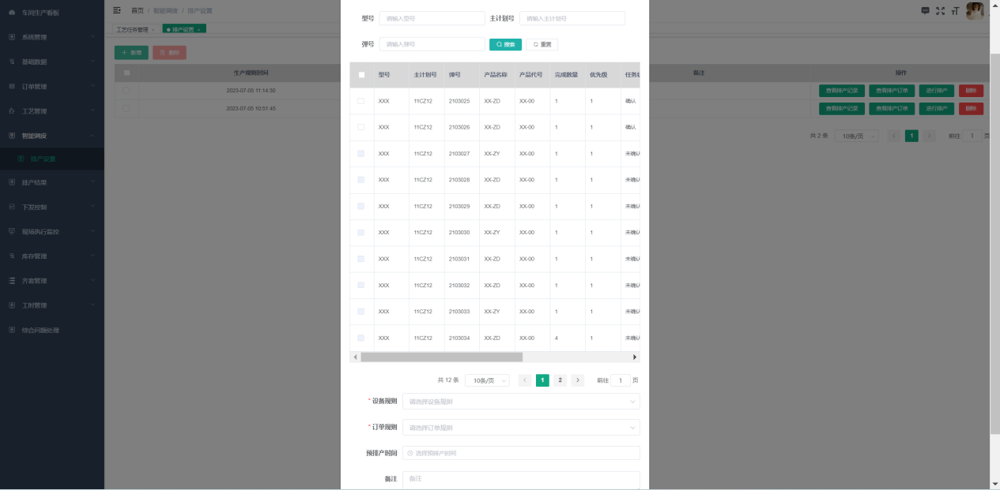 车间生产看板
系统管理
基础数据
订单管理
工艺管理
智能调度
排产设置
排产结果
下发控制
现场执行监控
库存管理
齐套管理
工时管理
综合问题处理
首页 / 智能调度 / 排产设置
工艺任务管理 × 排产设置 ×
+ 新增 删除
生产规则时间 备注 操作
2023-07-05 11:14:30 查看排产记录 查看排产订单 进行排产 删除
2023-07-05 10:51:45 查看排产记录 查看排产订单 进行排产 删除
共 2 条 10条/页 < 1 > 前往 1 页
型号 请输入型号 主计划号 请输入主计划号
弹号 请输入弹号 搜索 重置
型号 主计划号 弹号 产品名称 产品代号 完成数量 优先级 任务
XXX 11CZ12 2103025 XX-ZD XX-00 1 1 确认
XXX 11CZ12 2103026 XX-ZD XX-00 1 1 确认
XXX 11CZ12 2103027 XX-ZY XX-00 1 1 未确认
XXX 11CZ12 2103028 XX-ZD XX-00 1 1 未确认
XXX 11CZ12 2103029 XX-ZD XX-00 1 1 未确认
XXX 11CZ12 2103030 XX-ZY XX-00 1 1 未确认
XXX 11CZ12 2103031 XX-ZD XX-00 1 1 未确认
XXX 11CZ12 2103032 XX-ZD XX-00 1 1 未确认
XXX 11CZ12 2103033 XX-ZY XX-00 1 1 未确认
XXX 11CZ12 2103034 XX-ZD XX-00 4 1 未确认
共 12 条 10条/页 < 1 2 > 前往 1 页
* 设备规则 请选择设备规则
* 订单规则 请选择订单规则
预排产时间 选择预排产时间
备注 备注